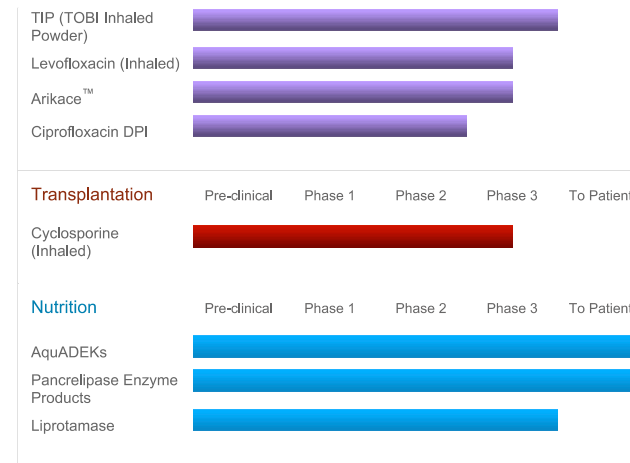 TIP (TOBI Inhaled
Powder)
Levofloxacin (Inhaled)
Arikace™
Ciprofloxacin DPI
Transplantation Pre-clinical Phase 1 Phase 2 Phase 3 To Patient
Cyclosporine
(Inhaled)
Nutrition Pre-clinical Phase 1 Phase 2 Phase 3 To Patient
AquADEKs
Pancrelipase Enzyme
Products
Liprotamase